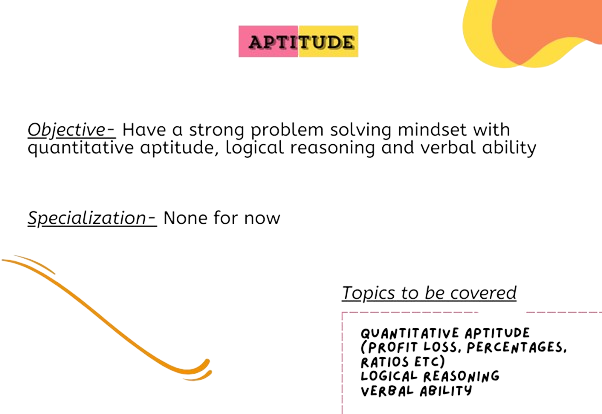 APTITUDE
Objective- Have a strong problem solving mindset with
quantitative aptitude, logical reasoning and verbal ability
Specialization- None for now
Topics to be covered
QUANTITATIVE APTITUDE
(PROFIT LOSS, PERCENTAGES,
RATIOS ETC)
LOGICAL REASONING
VERBAL ABILITY